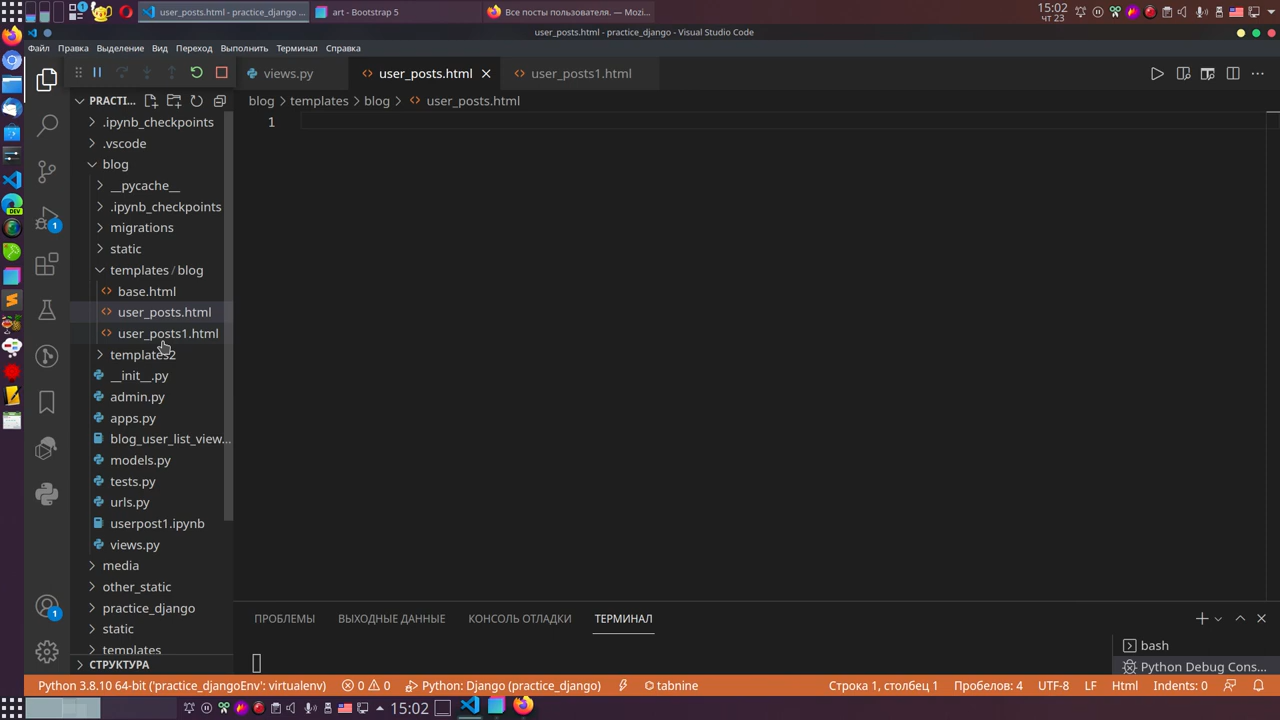 user_posts.html - practice_django ...
art - Bootstrap 5
Все посты пользователя. — Mozi...
15:02
ЧТ 23
user_posts.html - practice_django - Visual Studio Code
Файл Правка Выделение Вид Переход Выполнить Терминал Справка
views.py
user_posts.html
user_posts1.html
PRACTI...
blog > templates > blog > user_posts.html
1
.ipynb_checkpoints
.vscode
blog
__pycache__
.ipynb_checkpoints
migrations
static
templates / blog
base.html
user_posts.html
user_posts1.html
templates2
__init__.py
admin.py
apps.py
blog_user_list_view...
models.py
tests.py
urls.py
userpost1.ipynb
views.py
media
other_static
practice_django
static
templates
СТРУКТУРА
DEV
1
1
ПРОБЛЕМЫ ВЫХОДНЫЕ ДАННЫЕ КОНСОЛЬ ОТЛАДКИ ТЕРМИНАЛ
bash
Python Debug Cons...
Python 3.8.10 64-bit ('practice_djangoEnv': virtualenv) 0 0 Python: Django (practice_django) tabnine Строка 1, столбец 1 Пробелов: 4 UTF-8 LF Html Indents: 0
15:02